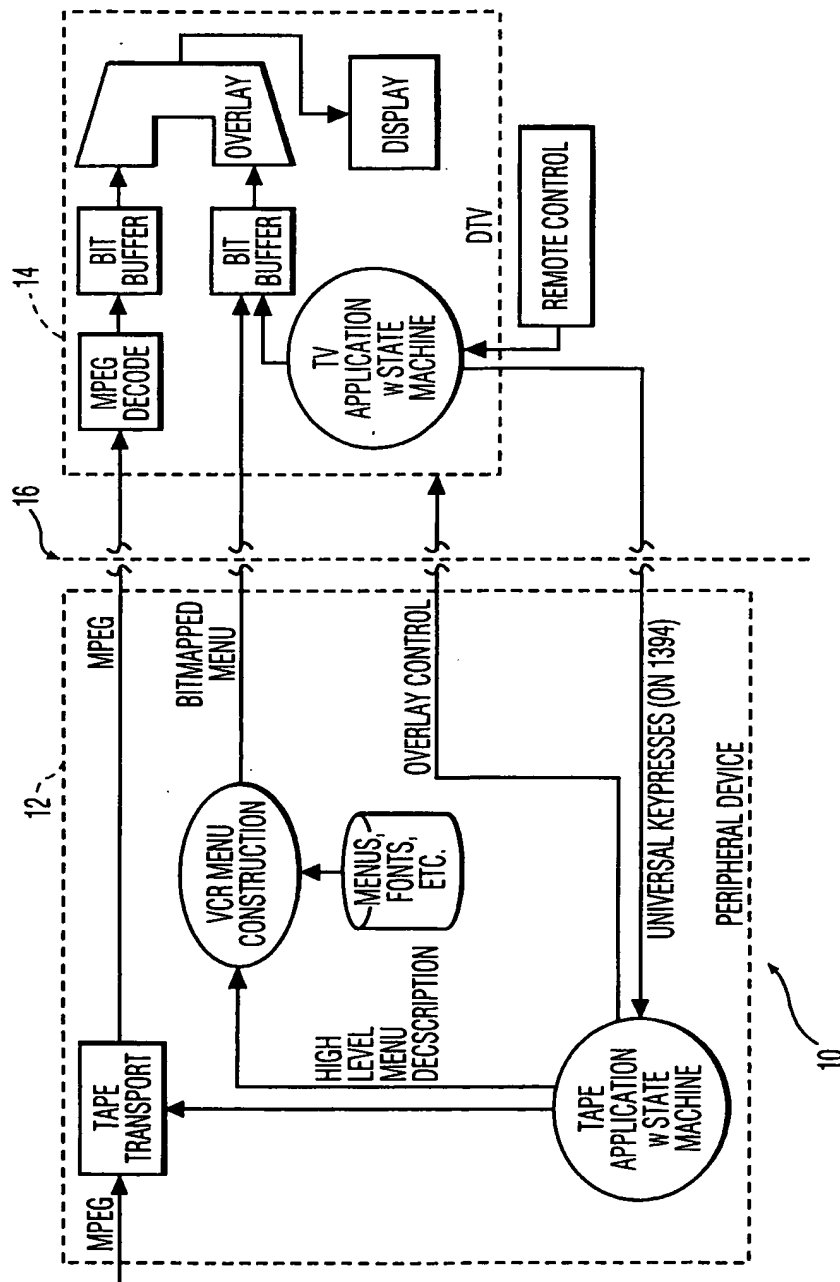 12
MPEG
TAPE
TRANSPORT
MPEG
HIGH
LEVEL
MENU
DECSCRIPTION
VCR MENU
CONSTRUCTION
MENUS,
FONTS,
ETC.
BITMAPPED
MENU
OVERLAY CONTROL
TAPE
APPLICATION
w STATE
MACHINE
UNIVERSAL KEYPRESSES (ON 1394)
PERIPHERAL DEVICE
10
16
14
MPEG
DECODE
BIT
BUFFER
BIT
BUFFER
OVERLAY
DISPLAY
TV
APPLICATION
w STATE
MACHINE
DTV
REMOTE CONTROL